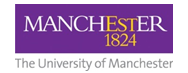 MANCHESTER
1824
The University of Manchester